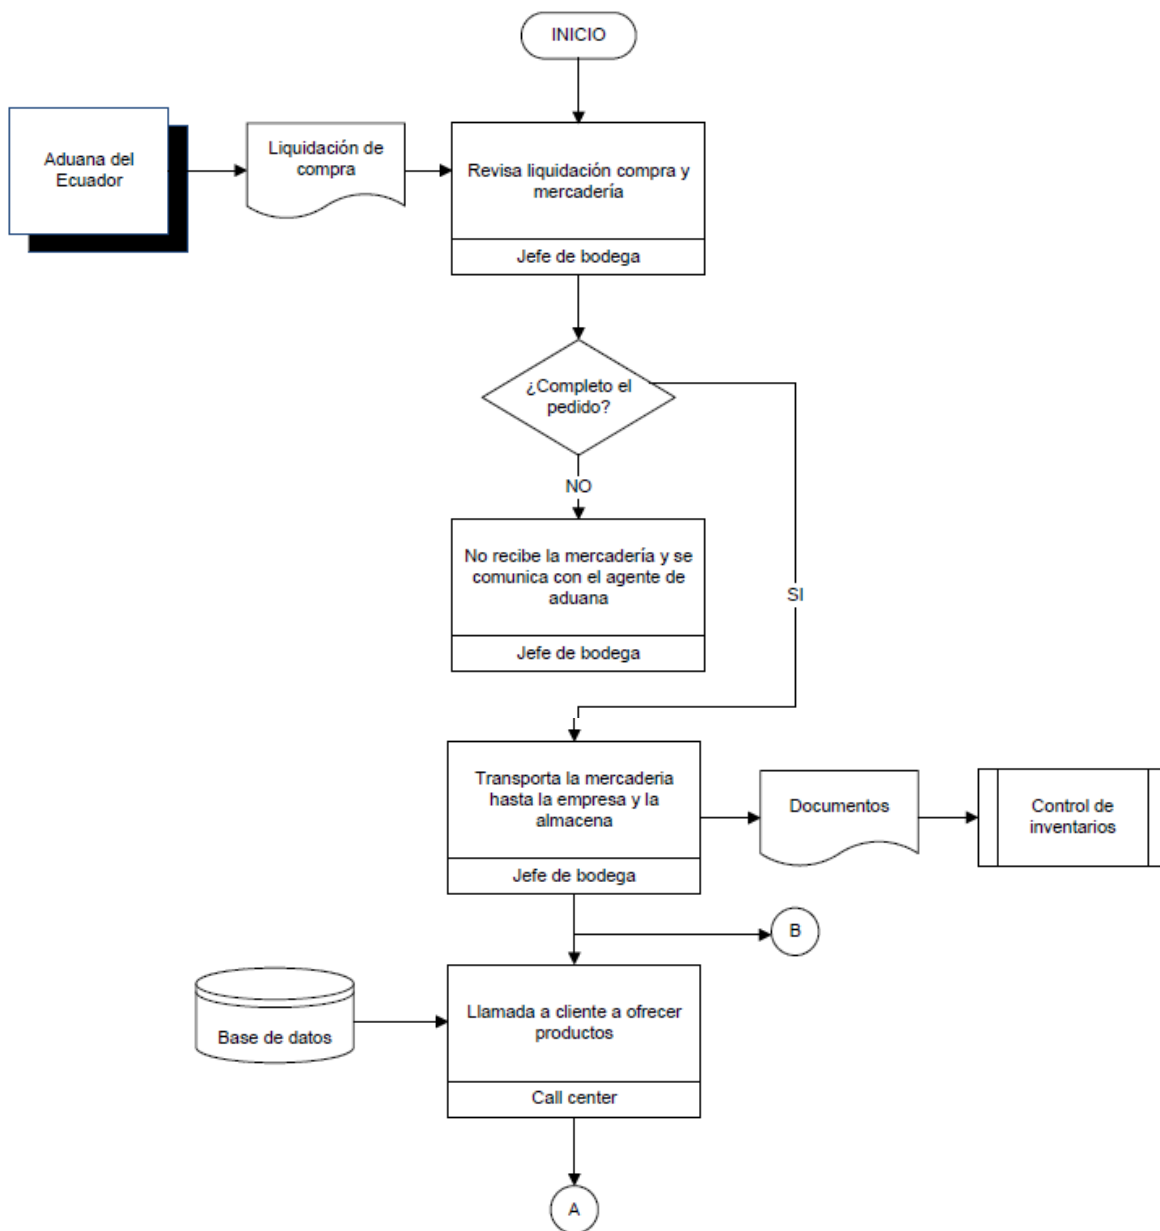 INICIO
Aduana del
Ecuador
Liquidación de
compra
Revisa liquidación compra y
mercadería
Jefe de bodega
¿Completo el
pedido?
NO
SI
No recibe la mercadería y se
comunica con el agente de
aduana
Jefe de bodega
Transporta la mercaderia
hasta la empresa y la
almacena
Jefe de bodega
Documentos
Control de
inventarios
B
Base de datos
Llamada a cliente a ofrecer
productos
Call center
A